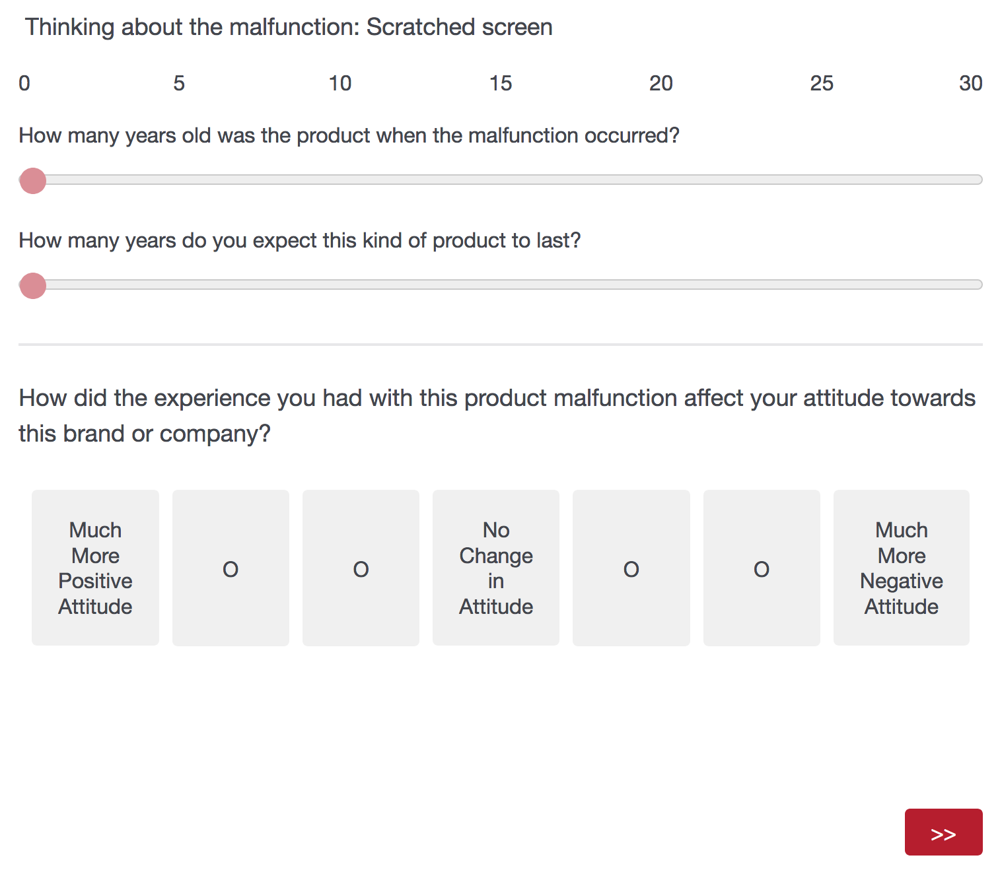 Thinking about the malfunction: Scratched screen
0 5 10 15 20 25 30
How many years old was the product when the malfunction occurred?
How many years do you expect this kind of product to last?
How did the experience you had with this product malfunction affect your attitude towards
this brand or company?
Much
More
Positive
Attitude
O
O
No
Change
in
Attitude
O
O
Much
More
Negative
Attitude
>>